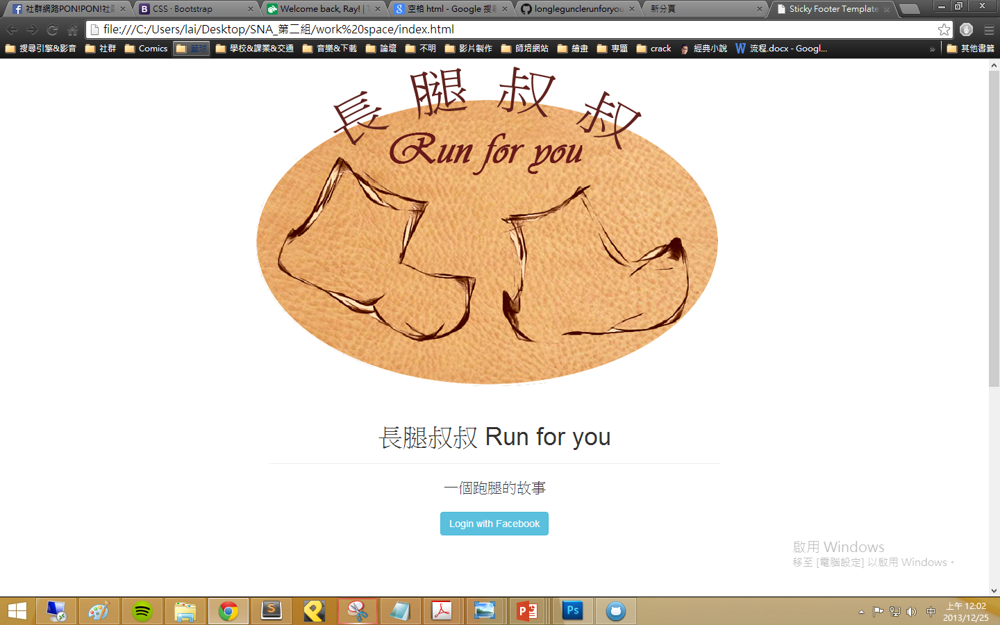 社群網路PON!PON!社
CSS · Bootstrap
Welcome back, Ray! |
空格 html - Google 搜
longlegunclerunforyou
新分頁
Sticky Footer Template
file:///C:/Users/lai/Desktop/SNA_第二組/work%20space/index.html
搜尋引擎&影音
社群
Comics
籃球
學校&課業&交通
音樂&下載
論壇
不明
影片製作
師培網站
繪畫
專題
crack
經典小說
流程.docx - Googl...
»
其他書籤
長腿叔叔
Run for you
長腿叔叔 Run for you
一個跑腿的故事
Login with Facebook
啟用 Windows
移至 [電腦設定] 以啟用 Windows。
中
上午 12:02
2013/12/25